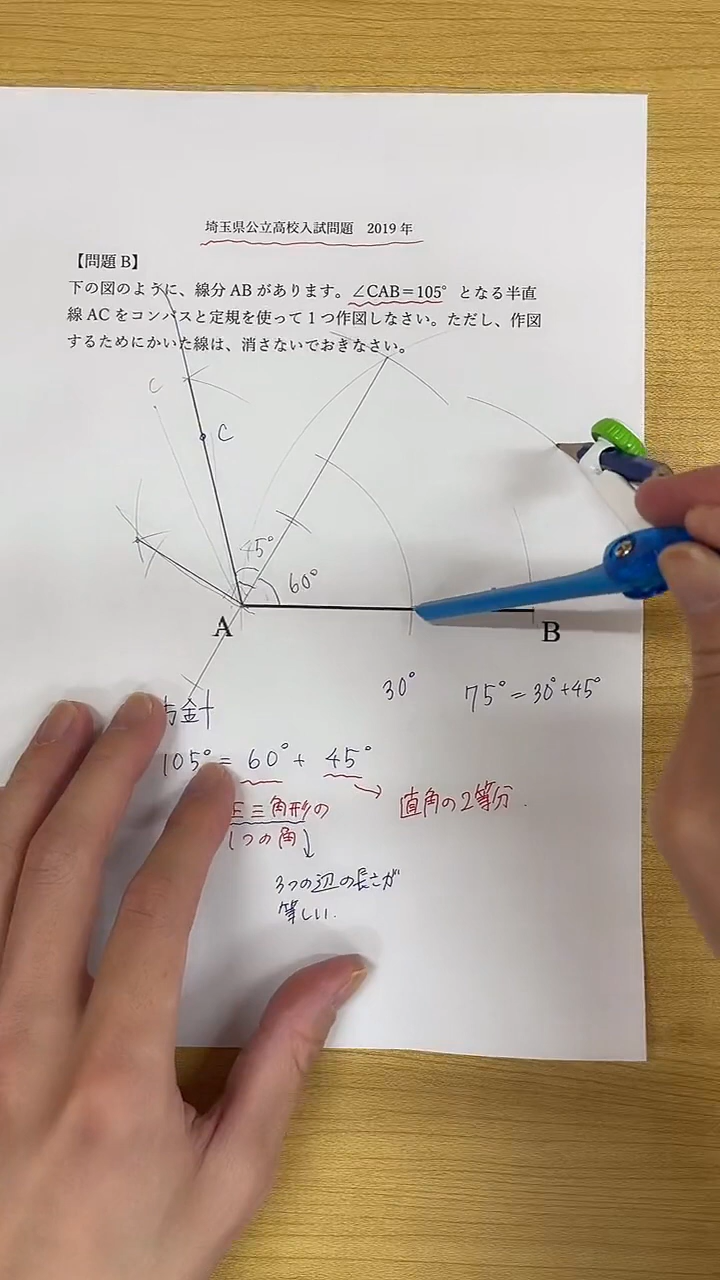 埼玉県公立高校入試問題　2019年
【問題B】
下の図のように、線分ABがあります。∠CAB＝105°となる半直
線ACをコンパスと定規を使って1つ作図しなさい。ただし、作図
するためにかいた線は、消さないでおきなさい。
C
C
45°
60°
A
B
30°
75°=30°+45°
針
105°= 60°+ 45°
三角形の
1つの角
直角の2等分.
3つの辺の長さが
等しい.